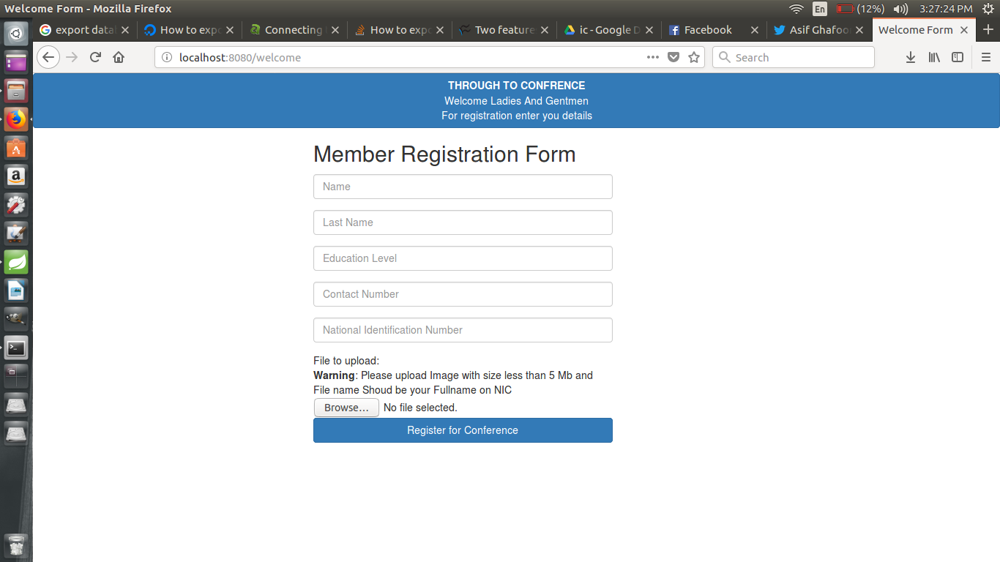 Welcome Form - Mozilla Firefox
En
(12%)
3:27:24 PM
export data
How to expo
Connecting
How to expo
Two feature
ic - Google D
Facebook
Asif Ghafoo
Welcome Form
localhost:8080/welcome
Search
THROUGH TO CONFRENCE
Welcome Ladies And Gentmen
For registration enter you details
Member Registration Form
Name
Last Name
Education Level
Contact Number
National Identification Number
File to upload:
Warning: Please upload Image with size less than 5 Mb and
File name Shoud be your Fullname on NIC
Browse... No file selected.
Register for Conference